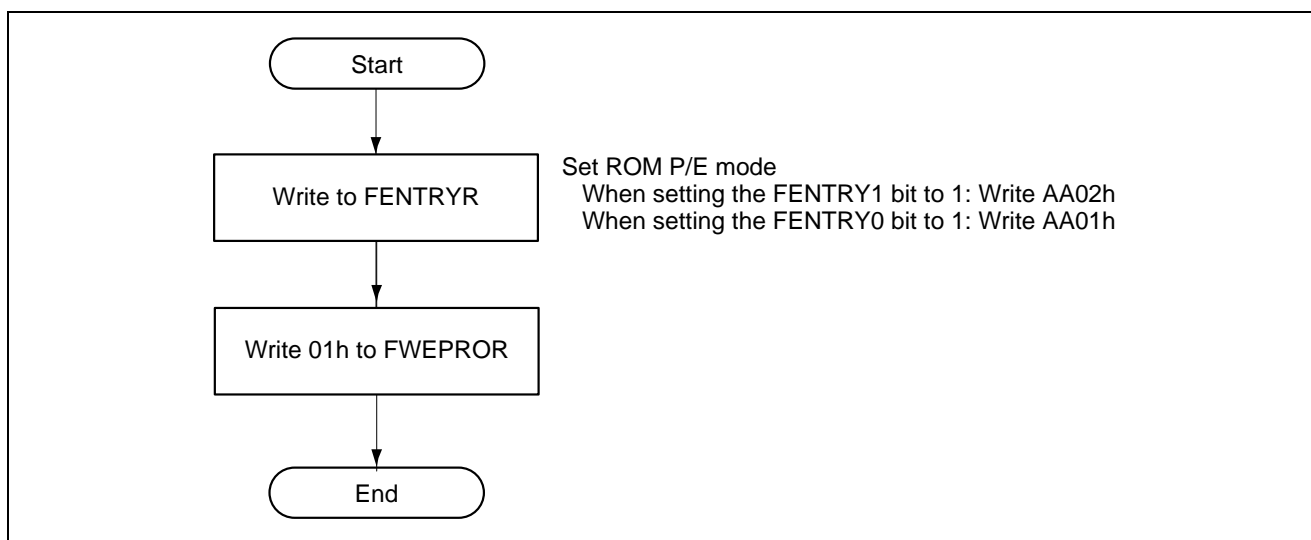 Start
Write to FENTRYR
Set ROM P/E mode
When setting the FENTRY1 bit to 1: Write AA02h
When setting the FENTRY0 bit to 1: Write AA01h
Write 01h to FWEPROR
End